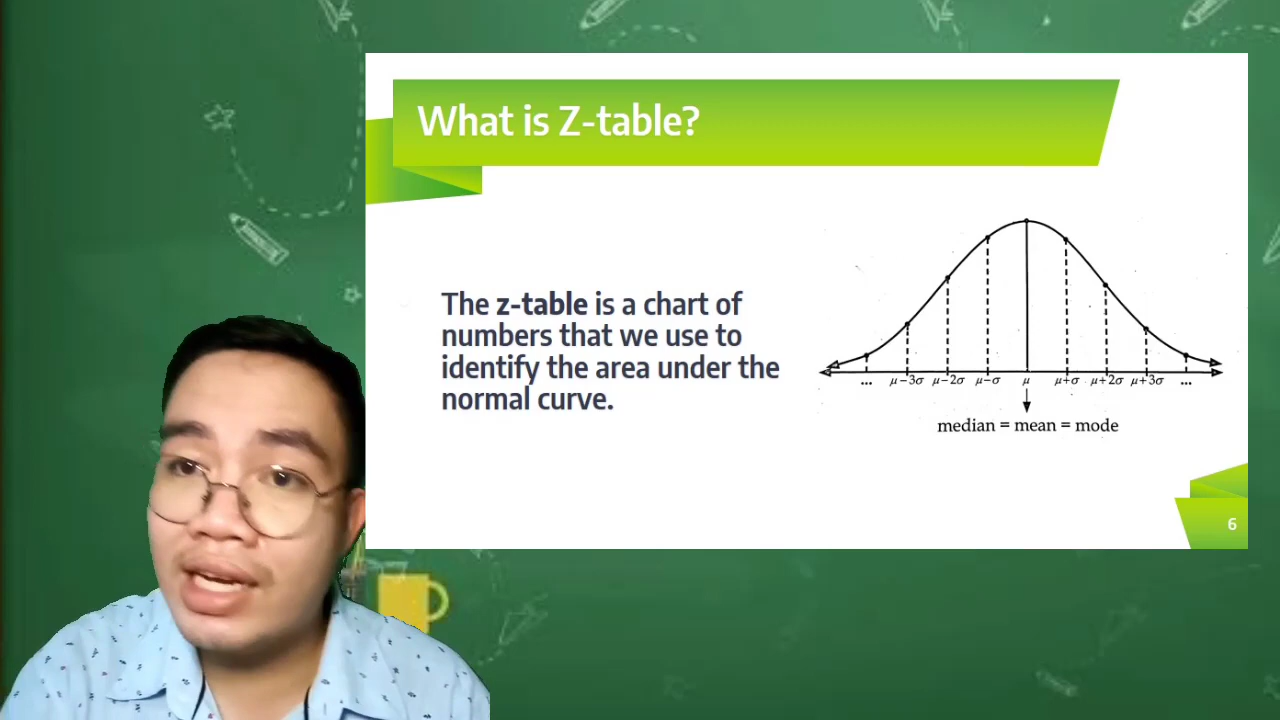 What is Z-table?
The z-table is a chart of
numbers that we use to
identify the area under the
normal curve.
... μ−3σ μ−2σ μ−σ μ μ+σ μ+2σ μ+3σ ...
median = mean = mode
6